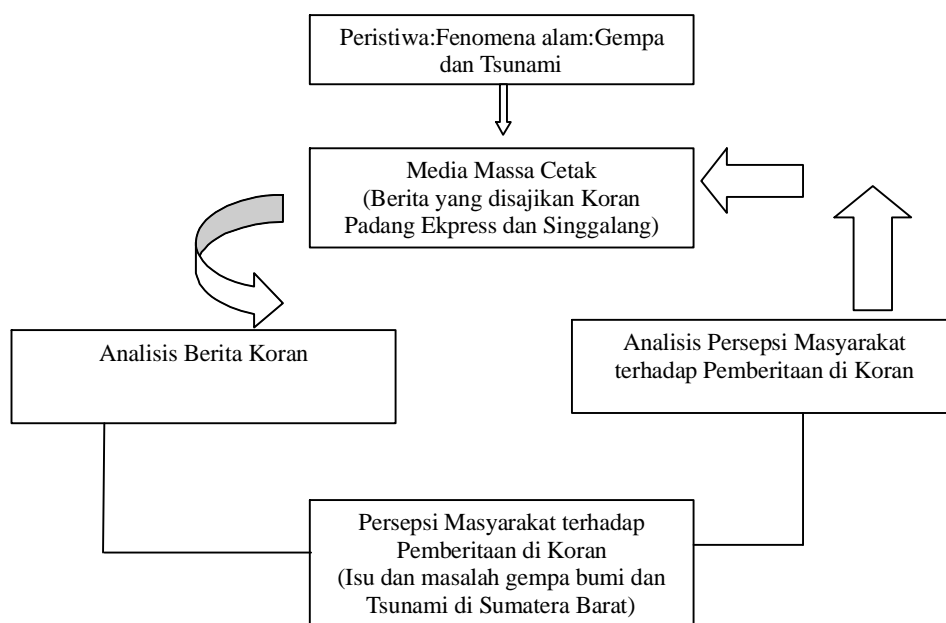 Peristiwa:Fenomena alam:Gempa
dan Tsunami
Media Massa Cetak
(Berita yang disajikan Koran
Padang Ekpress dan Singgalang)
Analisis Berita Koran
Analisis Persepsi Masyarakat
terhadap Pemberitaan di Koran
Persepsi Masyarakat terhadap
Pemberitaan di Koran
(Isu dan masalah gempa bumi dan
Tsunami di Sumatera Barat)